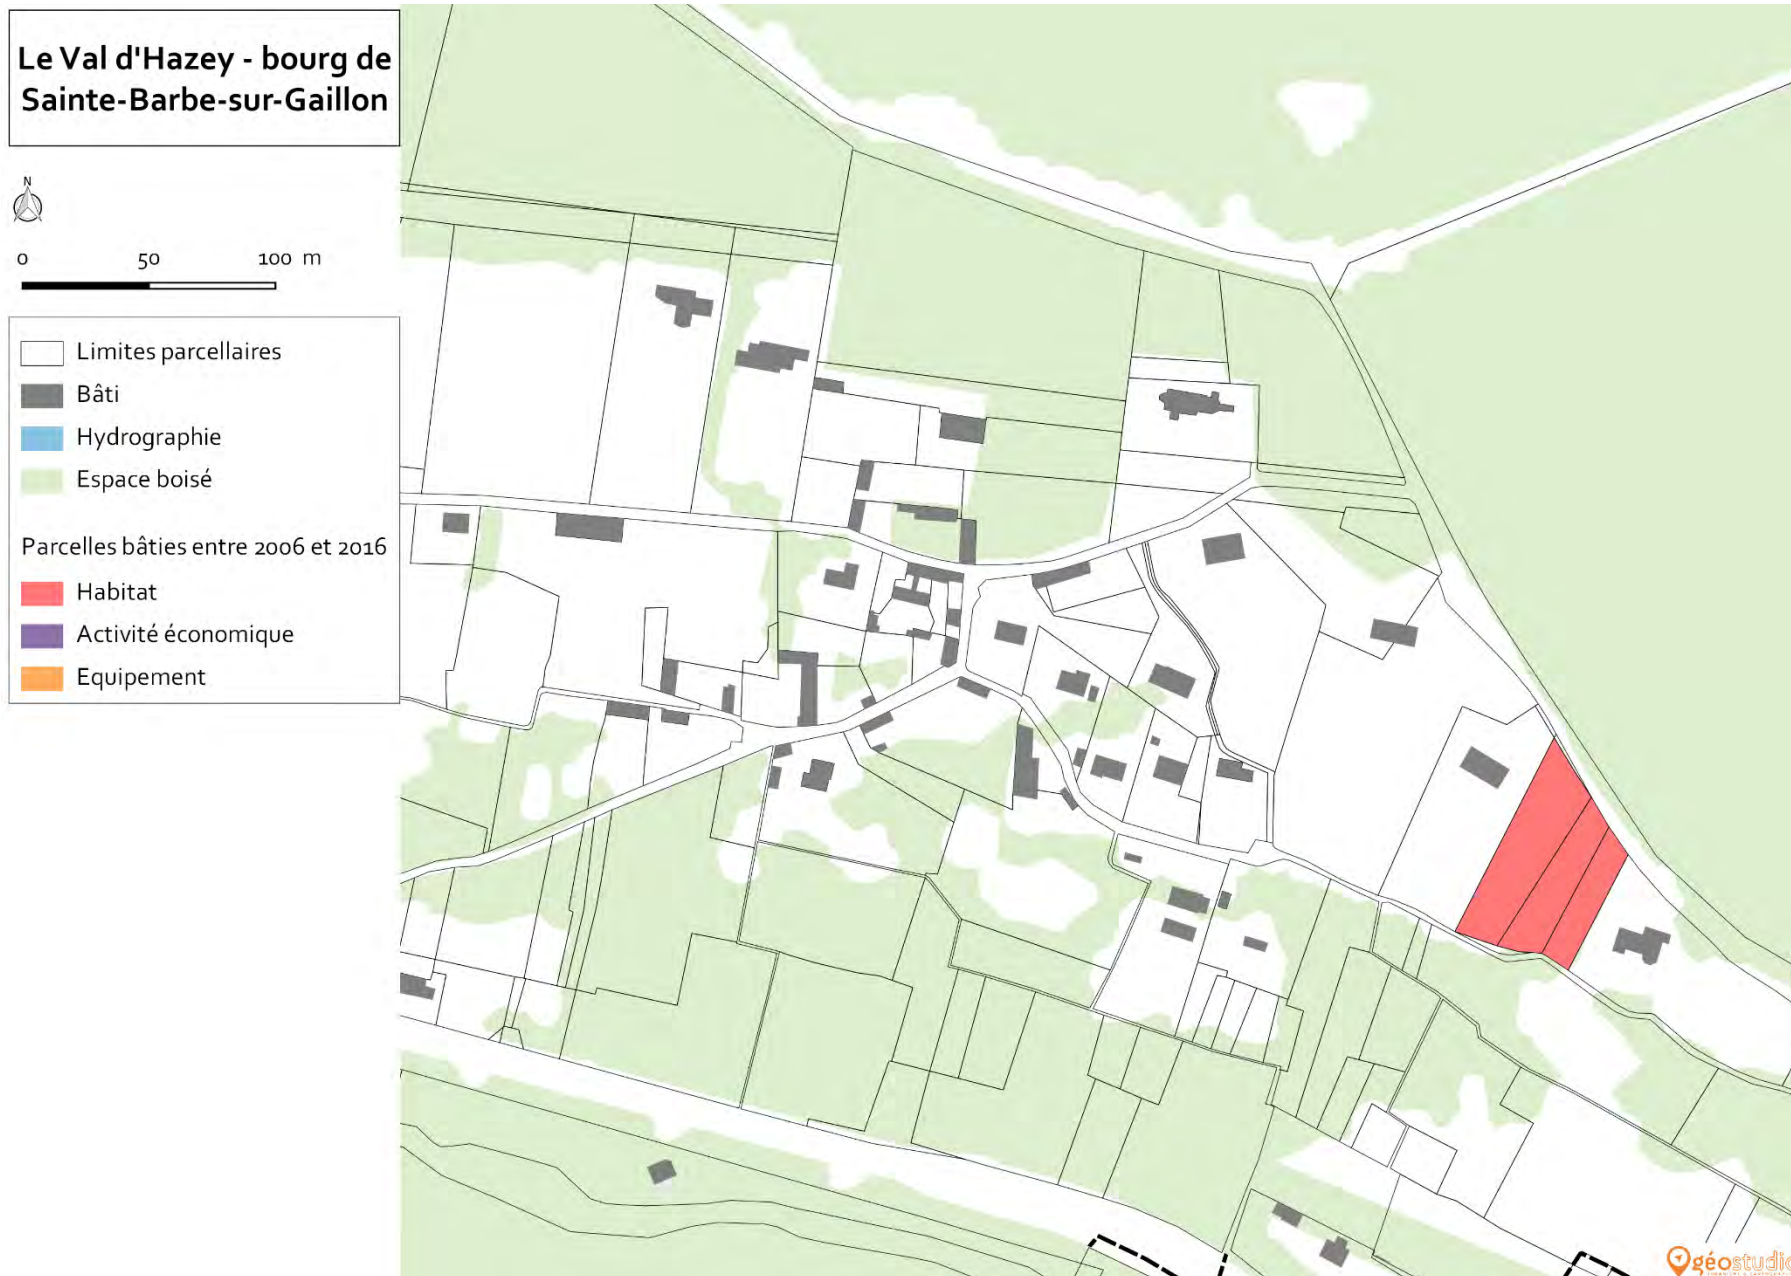 Le Val d'Hazey - bourg de
Sainte-Barbe-sur-Gaillon
N
0 50 100 m
Limites parcellaires
Bâti
Hydrographie
Espace boisé
Parcelles bâties entre 2006 et 2016
Habitat
Activité économique
Equipement
géostudio